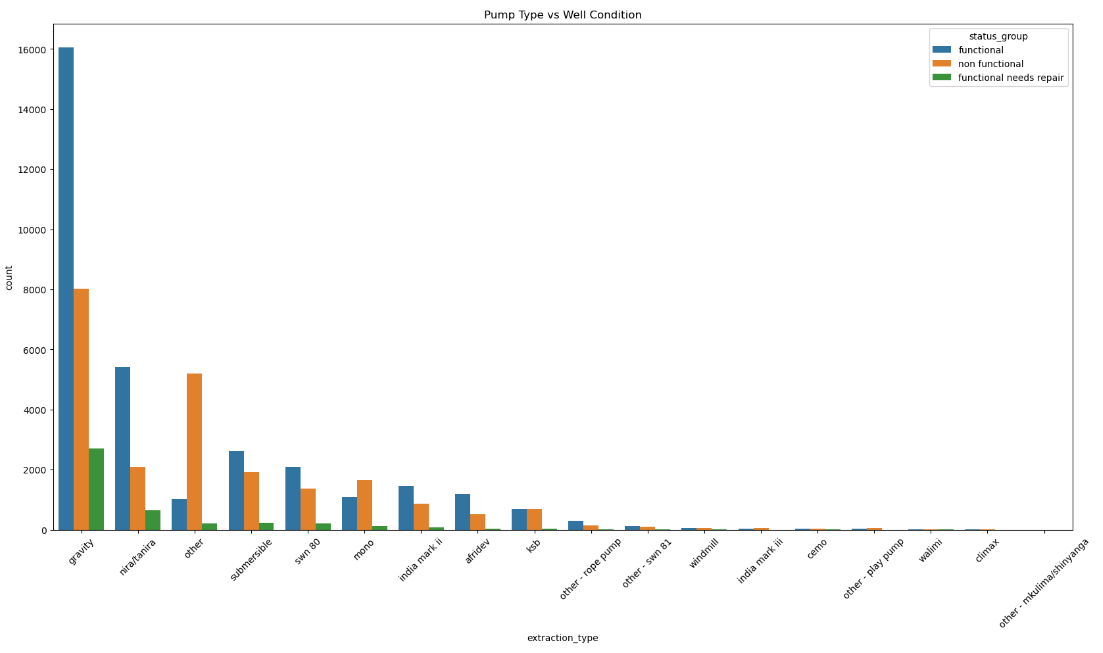 Pump Type vs Well Condition
status_group
functional
non functional
functional needs repair
count
16000
14000
12000
10000
8000
6000
4000
2000
0
gravity
nira/tanira
other
submersible
swn 80
mono
india mark ii
afridev
ksb
other - rope pump
other - swn 81
windmill
india mark iii
cemo
other - play pump
walimi
climax
other - mkulima/shinyanga
extraction_type